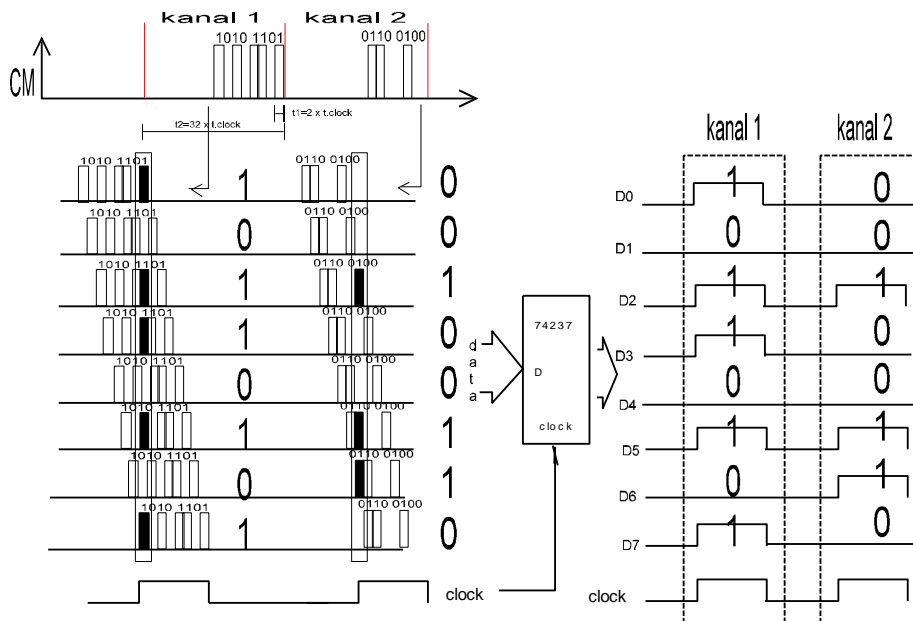 kanal 1 kanal 2
1010 1101 0110 0100
CM
t1=2 x t.clock
t2=32 x t.clock
1010 1101 1 0110 0100 0
1010 1101 0 0110 0100 0
1010 1101 1 0110 0100 1
1010 1101 1 0110 0100 0
1010 1101 0 0110 0100 0
1010 1101 1 0110 0100 1
1010 1101 0 0110 0100 1
1010 1101 1 0110 0100 0
clock
data
74237
D
clock
kanal 1 kanal 2
D0 1 0
D1 0 0
D2 1 1
D3 1 0
D4 0 0
D5 1 1
D6 0 1
D7 1 0
clock